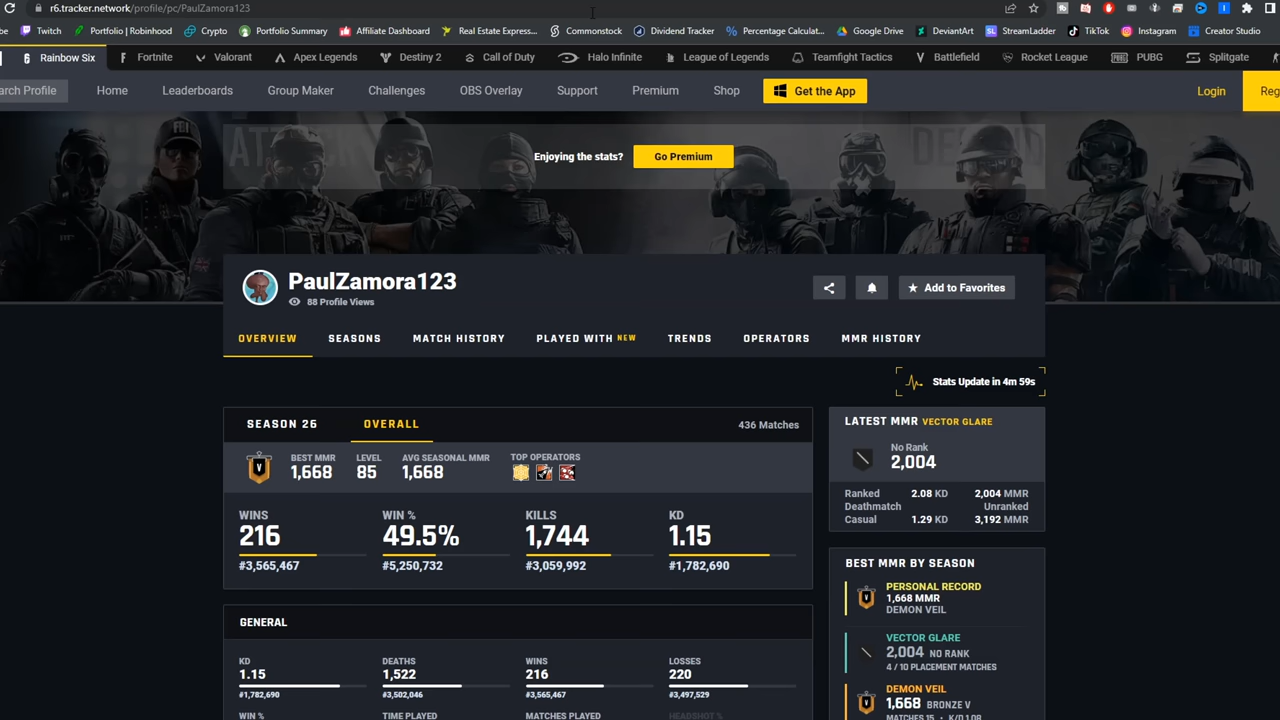 r6.tracker.network/profile/pc/PaulZamora123
be Twitch Portfolio | Robinhood Crypto Portfolio Summary Affiliate Dashboard Real Estate Express... Commonstock Dividend Tracker Percentage Calculat... Google Drive DeviantArt StreamLadder TikTok Instagram Creator Studio
Rainbow Six Fortnite Valorant Apex Legends Destiny 2 Call of Duty Halo Infinite League of Legends Teamfight Tactics Battlefield Rocket League PUBG Splitgate
arch Profile Home Leaderboards Group Maker Challenges OBS Overlay Support Premium Shop Get the App Login Reg
FBI
Enjoying the stats? Go Premium
PaulZamora123
88 Profile Views
Add to Favorites
OVERVIEW SEASONS MATCH HISTORY PLAYED WITH NEW TRENDS OPERATORS MMR HISTORY
Stats Update in 4m 59s
SEASON 26 OVERALL 436 Matches
BEST MMR LEVEL AVG SEASONAL MMR TOP OPERATORS
V 1,668 85 1,668
WINS WIN % KILLS KD
216 49.5% 1,744 1.15
#3,565,467 #5,250,732 #3,059,992 #1,782,690
GENERAL
KD DEATHS WINS LOSSES
1.15 1,522 216 220
#1,782,690 #3,502,046 #3,565,467 #3,497,529
WIN % TIME PLAYED MATCHES PLAYED HEADSHOT %
LATEST MMR VECTOR GLARE
No Rank
2,004
Ranked 2.08 KD 2,004 MMR
Deathmatch Unranked
Casual 1.29 KD 3,192 MMR
BEST MMR BY SEASON
PERSONAL RECORD
V 1,668 MMR
DEMON VEIL
VECTOR GLARE
2,004 NO RANK
4 / 10 PLACEMENT MATCHES
DEMON VEIL
V 1,668 BRONZE V
MATCHES 15 • K/D 1.08